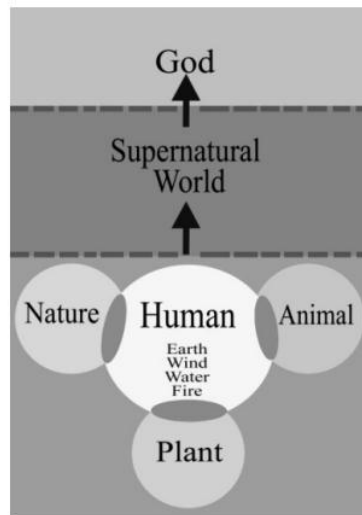 God
Supernatural
World
Nature
Human
Animal
Earth
Wind
Water
Fire
Plant